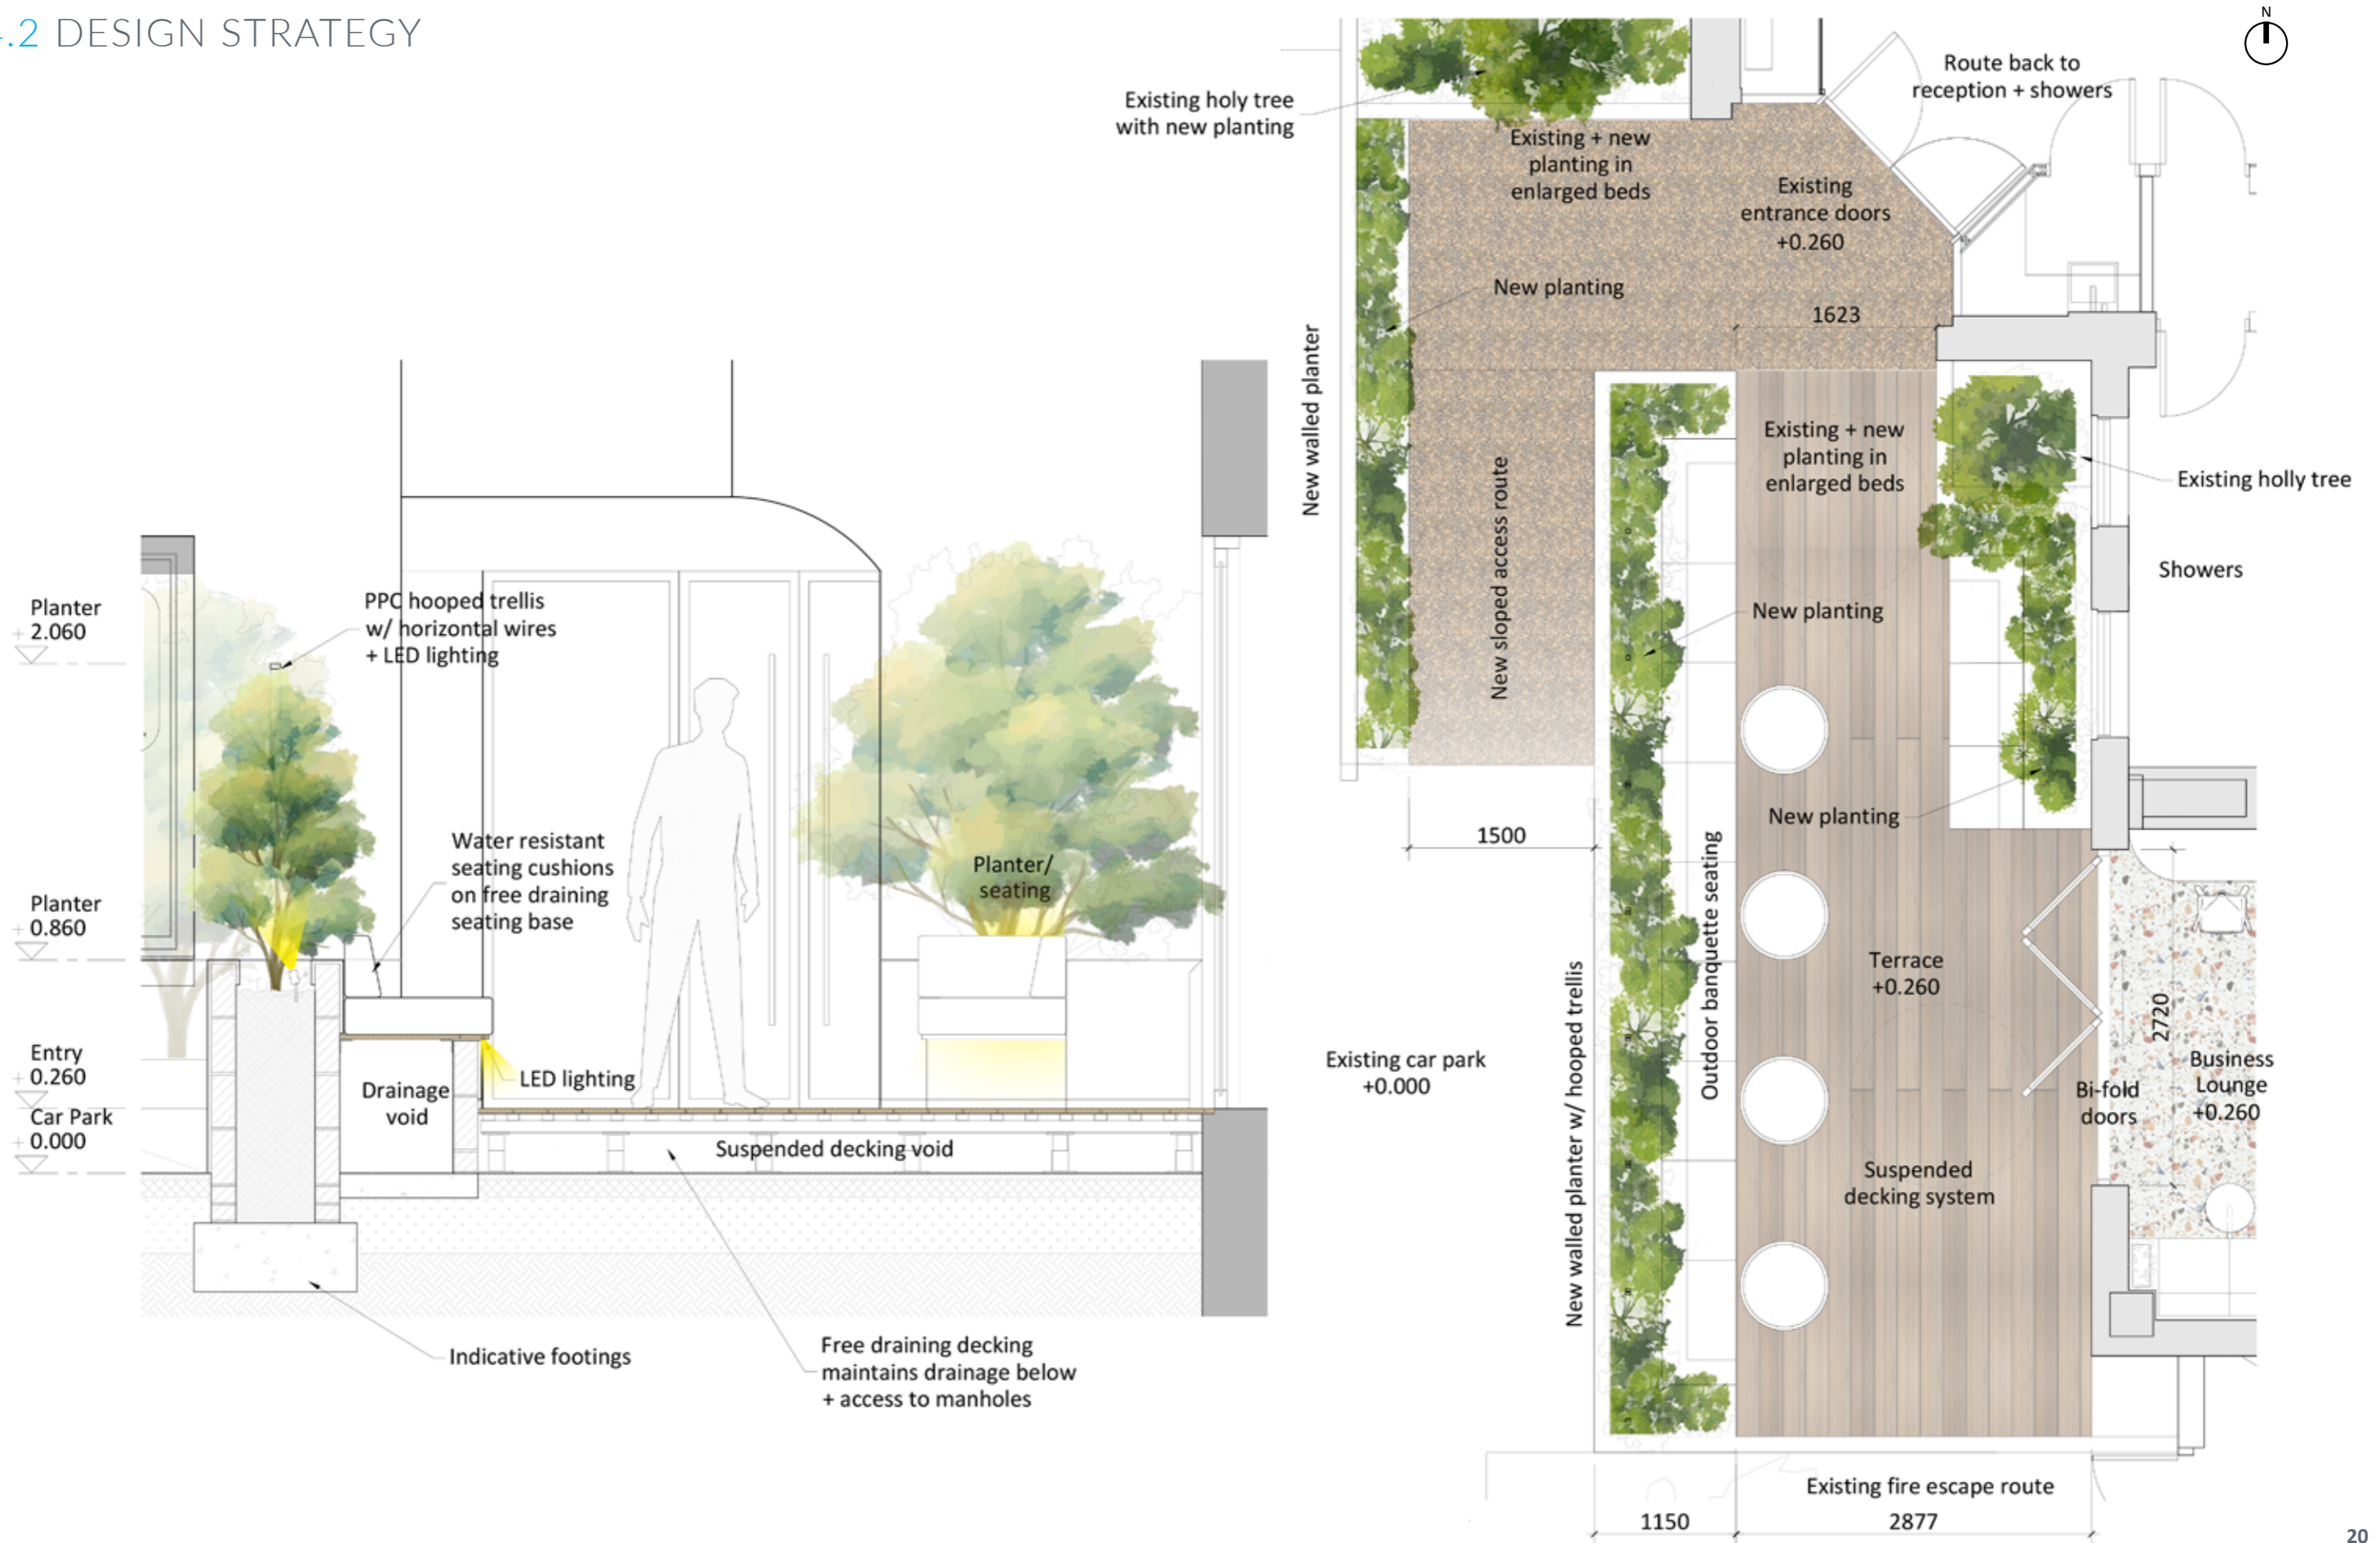 .2 DESIGN STRATEGY
N
Route back to
reception + showers
Existing holy tree
with new planting
Existing + new
planting in
enlarged beds
Existing
entrance doors
+0.260
New planting
1623
New walled planter
New sloped access route
Existing + new
planting in
enlarged beds
Existing holly tree
Showers
New planting
New planting
1500
Outdoor banquette seating
New walled planter w/ hooped trellis
Terrace
+0.260
2720
Existing car park
+0.000
Bi-fold
doors
Business
Lounge
+0.260
Suspended
decking system
Existing fire escape route
1150
2877
Planter
2.060
PPC hooped trellis
w/ horizontal wires
+ LED lighting
Water resistant
seating cushions
on free draining
seating base
Planter/
seating
Planter
0.860
Entry
0.260
Car Park
0.000
LED lighting
Drainage
void
Suspended decking void
Indicative footings
Free draining decking
maintains drainage below
+ access to manholes
20